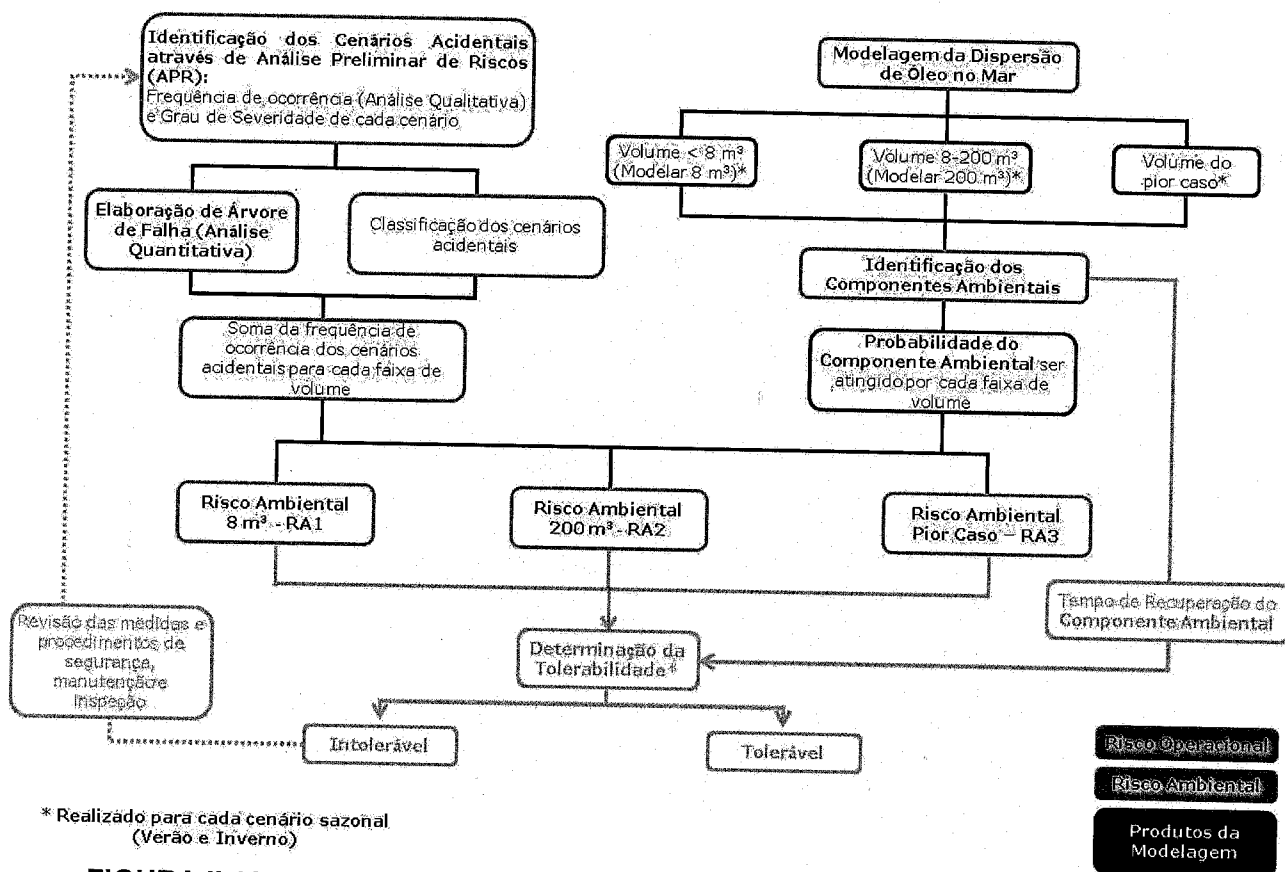 Identificação dos Cenários Acidentais
através de Análise Preliminar de Riscos
(APR):
Frequência de ocorrência (Análise Qualitativa)
e Grau de Severidade de cada cenário
Elaboração de Árvore
de Falha (Análise
Quantitativa)
Classificação dos cenários
acidentais
Soma da frequência de
ocorrência dos cenários
acidentais para cada faixa de
volume
Modelagem da Dispersão
de Óleo no Mar
Volume < 8 m³
(Modelar 8 m³)*
Volume 8-200 m³
(Modelar 200 m³)*
Volume do
pior caso*
Identificação dos
Componentes Ambientais
Probabilidade do
Componente Ambiental ser
atingido por cada faixa de
volume
Risco Ambiental
8 m³ - RA1
Risco Ambiental
200 m³ - RA2
Risco Ambiental
Pior Caso – RA3
Revisão das medidas e
procedimentos de
segurança,
manutenção e
inspeção
Tempo de Recuperação do
Componente Ambiental
Determinação da
Tolerabilidade*
Intolerável
Tolerável
Risco Operacional
Risco Ambiental
Produtos da
Modelagem
* Realizado para cada cenário sazonal
(Verão e Inverno)